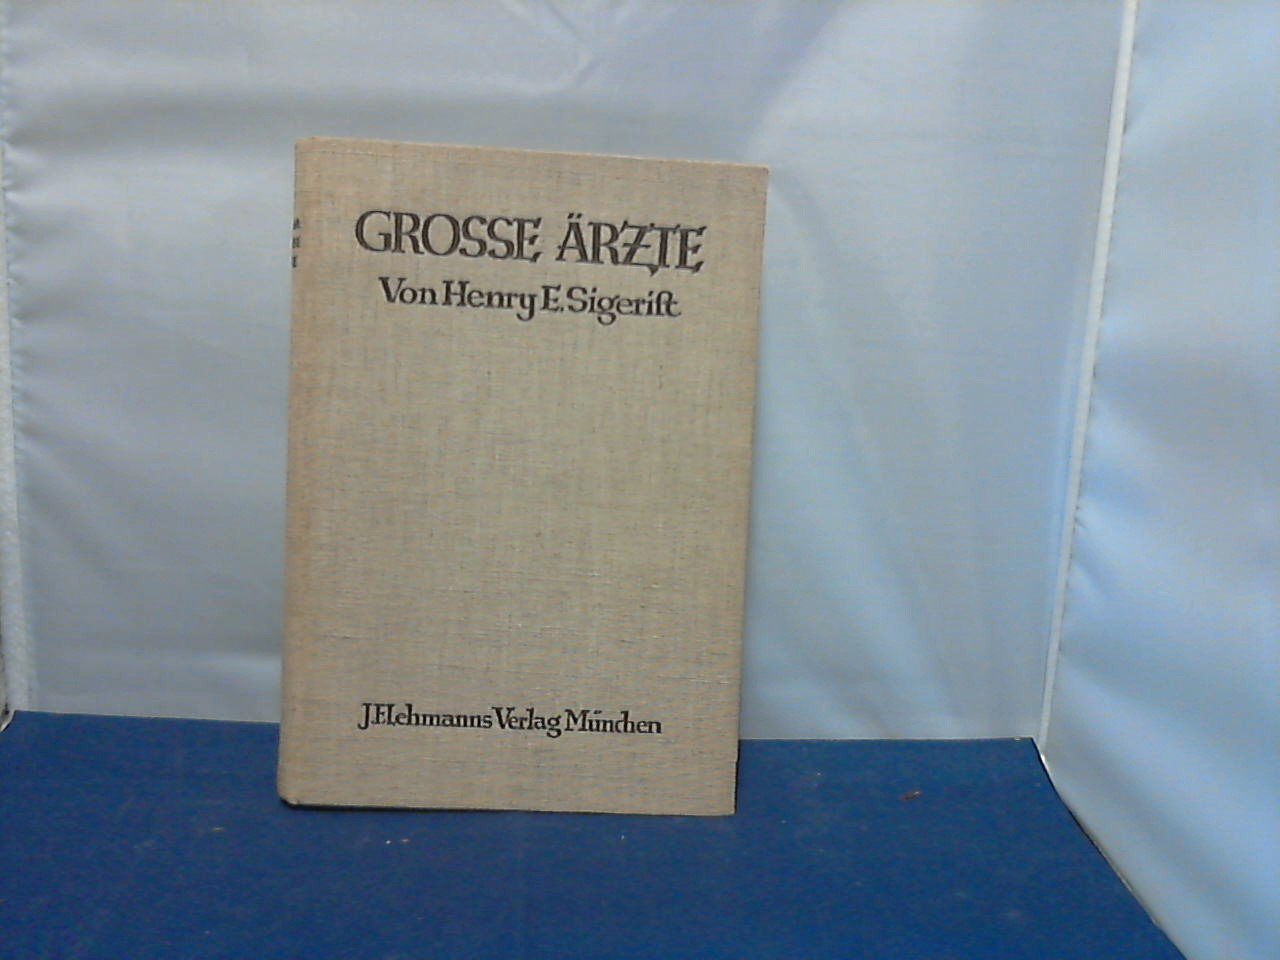 GROSSE ÄRZTE
Von Henry E. Sigerist
J.F. Lehmanns Verlag München